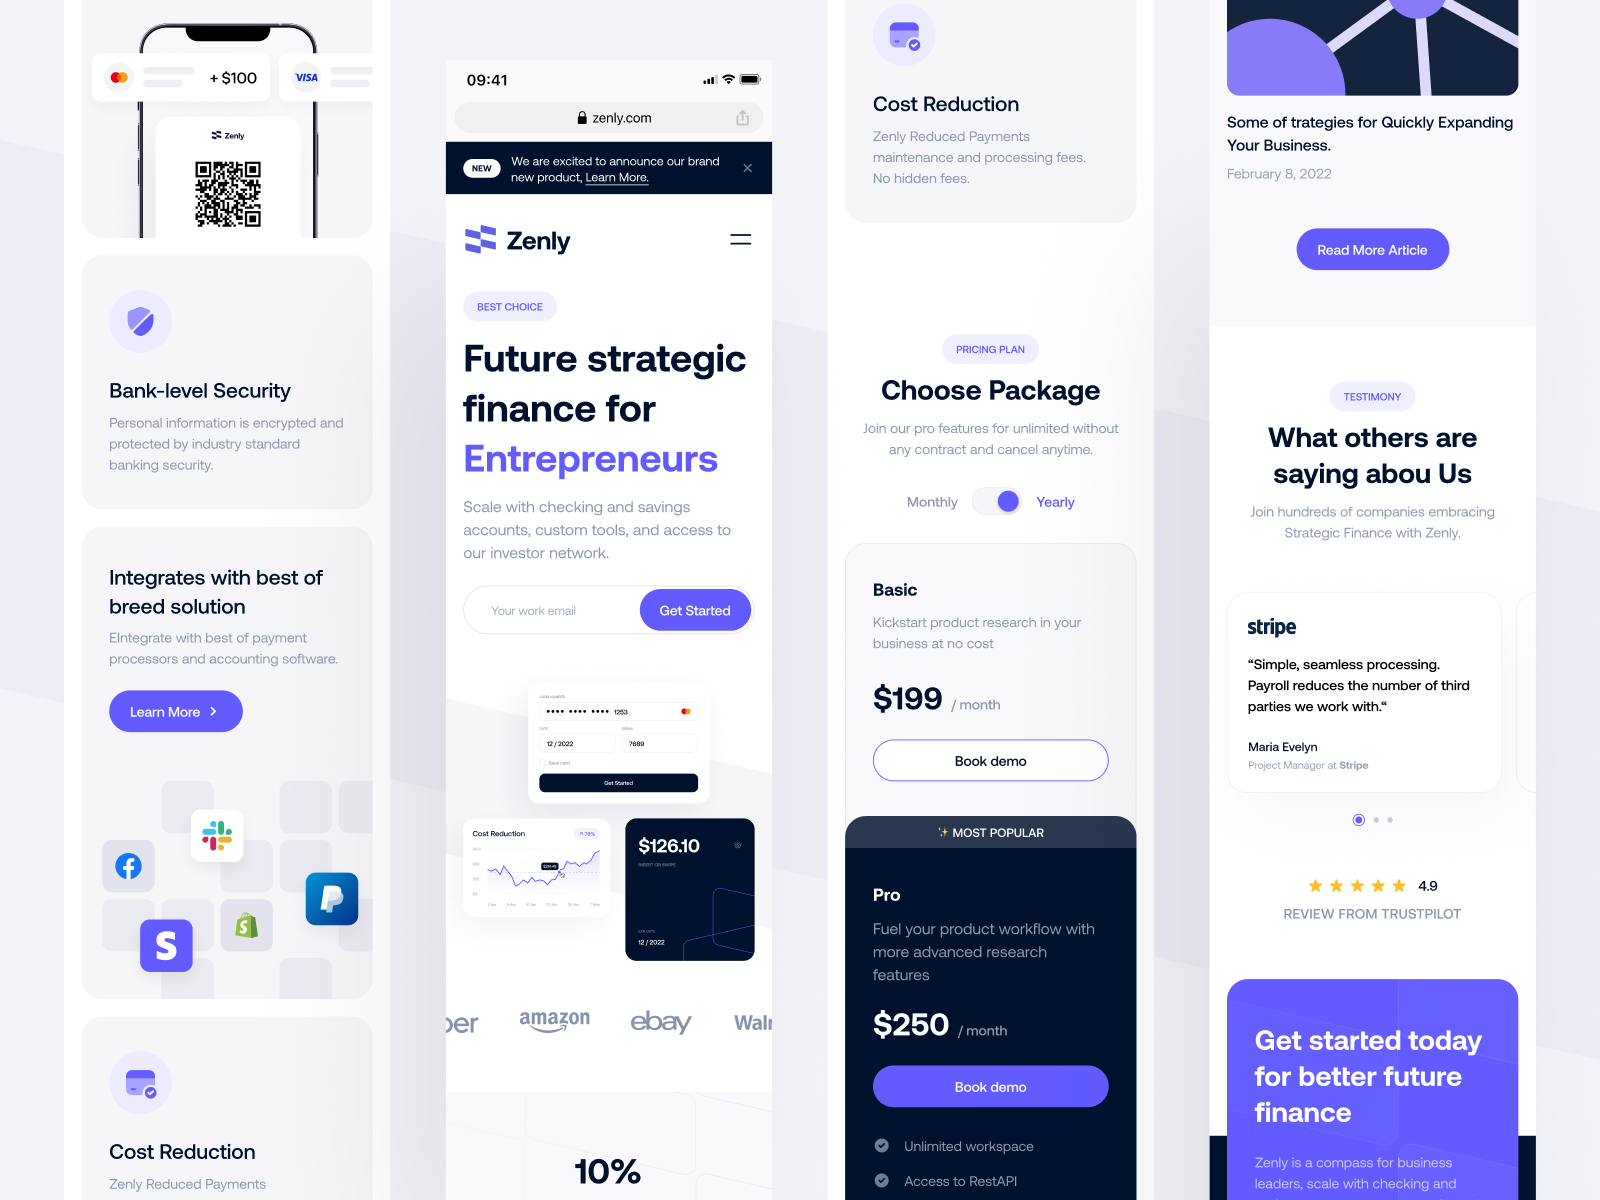 + $100
VISA
Zenly
Bank-level Security
Personal information is encrypted and
protected by industry standard
banking security.
Integrates with best of
breed solution
EIntegrate with best of payment
processors and accounting software.
Learn More
Cost Reduction
Zenly Reduced Payments
09:41
zenly.com
NEW
We are excited to announce our brand
new product, Learn More.
Zenly
BEST CHOICE
Future strategic
finance for
Entrepreneurs
Scale with checking and savings
accounts, custom tools, and access to
our investor network.
Your work email
Get Started
•••• •••• •••• 1253
DATE
12 / 2022
7689
Save card
Get Started
Cost Reduction
76%
$126.10
INSERT OR SWIPE
EXP DATE
12 / 2022
ber
amazon
ebay
Waln
10%
Cost Reduction
Zenly Reduced Payments
maintenance and processing fees.
No hidden fees.
PRICING PLAN
Choose Package
Join our pro features for unlimited without
any contract and cancel anytime.
Monthly
Yearly
Basic
Kickstart product research in your
business at no cost
$199 / month
Book demo
✨ MOST POPULAR
Pro
Fuel your product workflow with
more advanced research
features
$250 / month
Book demo
Unlimited workspace
Access to RestAPI
Some of trategies for Quickly Expanding
Your Business.
February 8, 2022
Read More Article
TESTIMONY
What others are
saying abou Us
Join hundreds of companies embracing
Strategic Finance with Zenly.
stripe
“Simple, seamless processing.
Payroll reduces the number of third
parties we work with.“
Maria Evelyn
Project Manager at Stripe
4.9
REVIEW FROM TRUSTPILOT
Get started today
for better future
finance
Zenly is a compass for business
leaders, scale with checking and